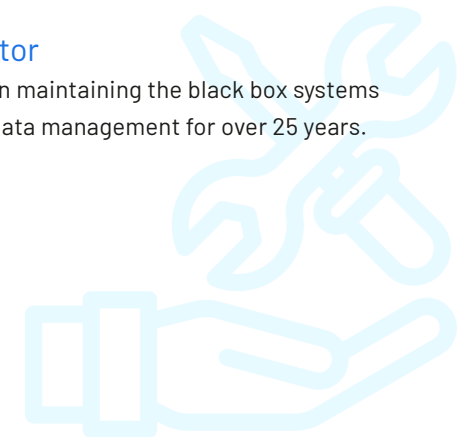 tor
n maintaining the black box systems
ata management for over 25 years.